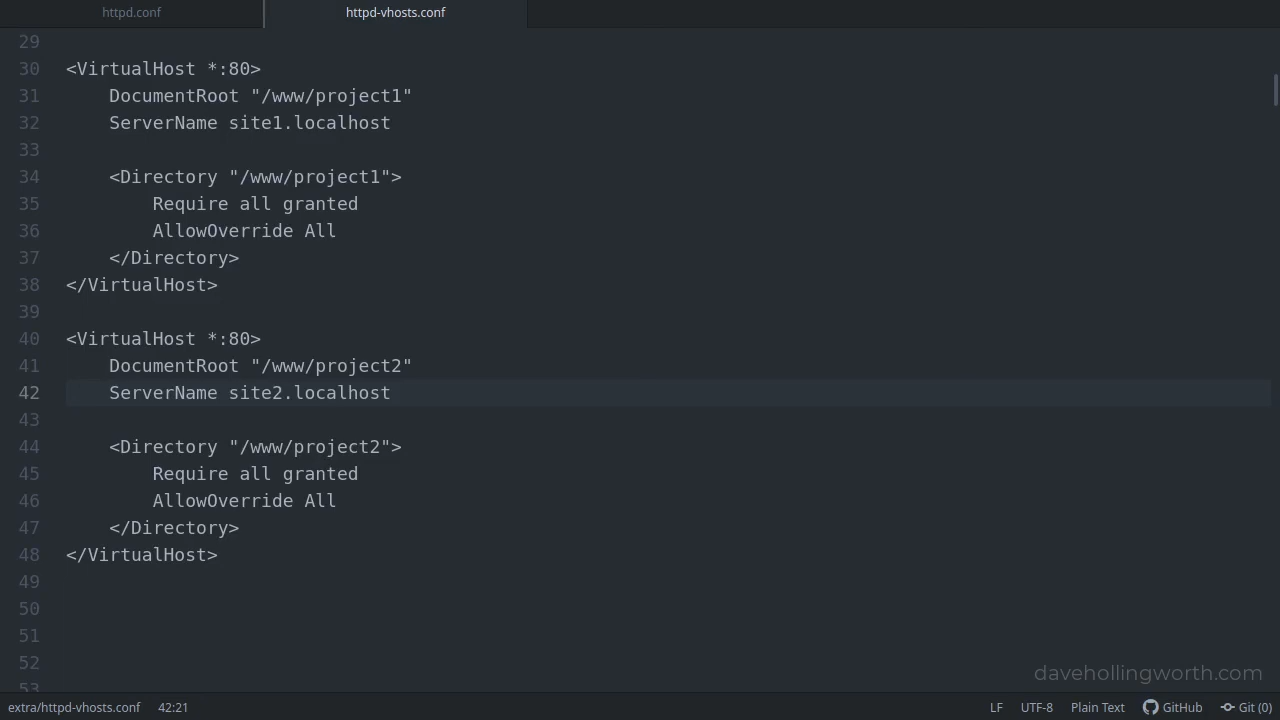 httpd.conf
httpd-vhosts.conf
29
30 <VirtualHost *:80>
31     DocumentRoot "/www/project1"
32     ServerName site1.localhost
33
34     <Directory "/www/project1">
35         Require all granted
36         AllowOverride All
37     </Directory>
38 </VirtualHost>
39
40 <VirtualHost *:80>
41     DocumentRoot "/www/project2"
42     ServerName site2.localhost
43
44     <Directory "/www/project2">
45         Require all granted
46         AllowOverride All
47     </Directory>
48 </VirtualHost>
49
50
51
52
53
davehollingworth.com
extra/httpd-vhosts.conf 42:21 LF UTF-8 Plain Text GitHub Git (0)